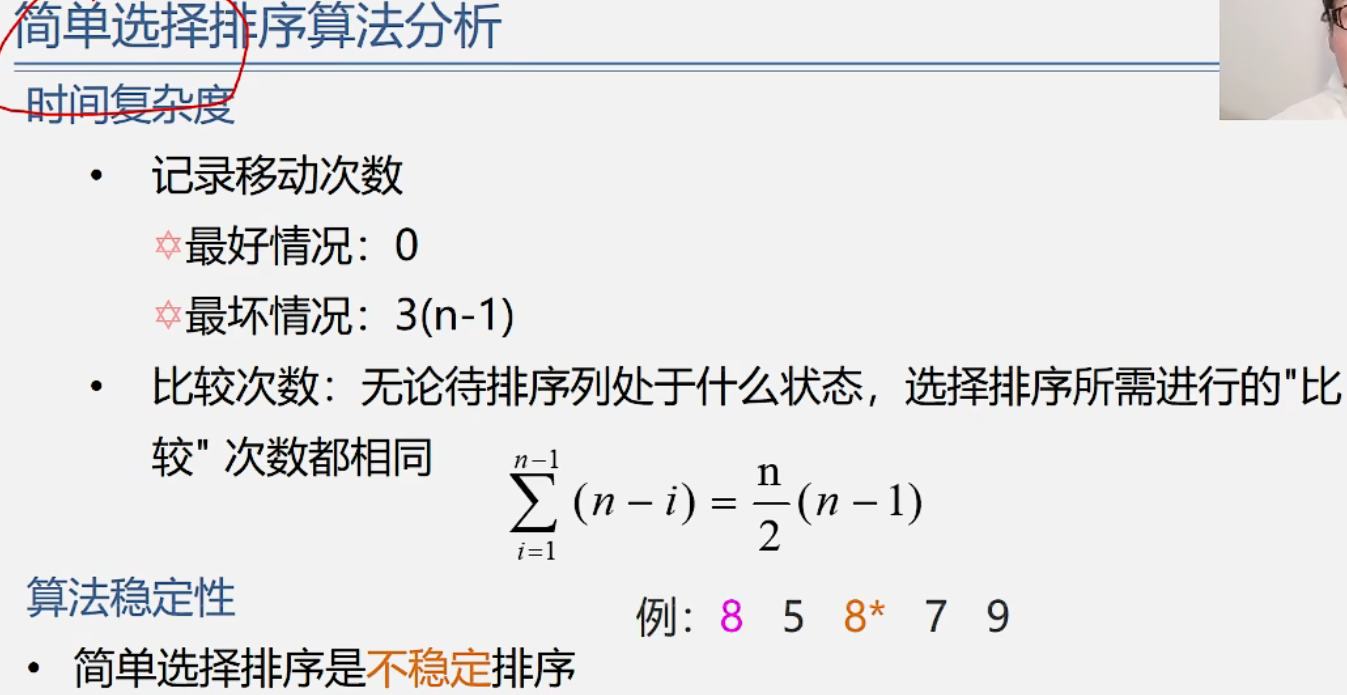 简单选择排序算法分析
时间复杂度
• 记录移动次数
✡最好情况：0
✡最坏情况：3(n-1)
• 比较次数：无论待排序列处于什么状态，选择排序所需进行的"比
较" 次数都相同
\sum_{i=1}^{n-1} (n - i) = \frac{n}{2}(n - 1)
算法稳定性
例：8 5 8* 7 9
• 简单选择排序是不稳定排序